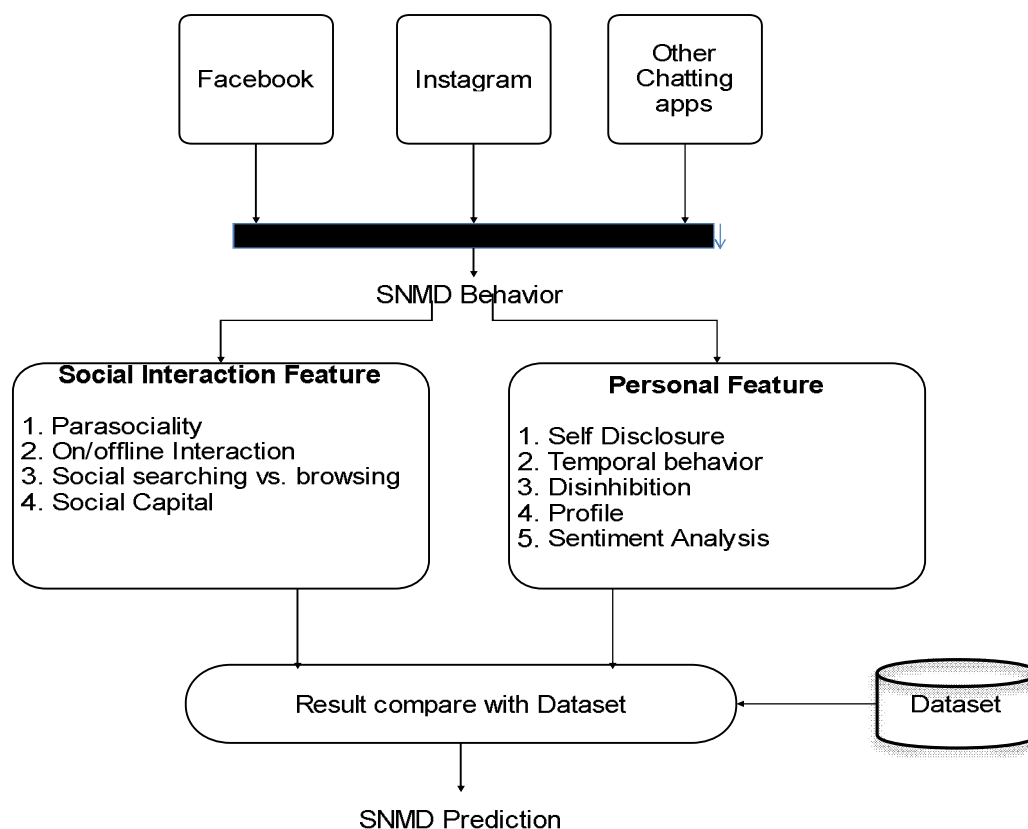 Facebook
Instagram
Other
Chatting
apps
SNMD Behavior
Social Interaction Feature
1. Parasociality
2. On/offline Interaction
3. Social searching vs. browsing
4. Social Capital
Personal Feature
1. Self Disclosure
2. Temporal behavior
3. Disinhibition
4. Profile
5. Sentiment Analysis
Result compare with Dataset
Dataset
SNMD Prediction